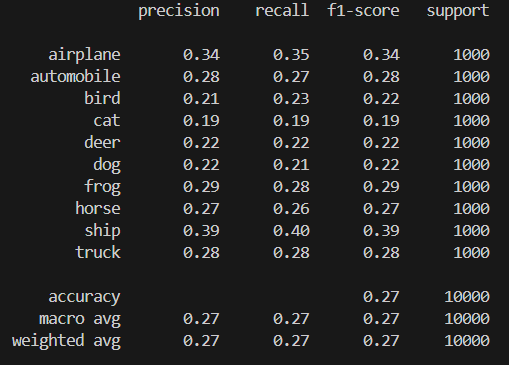 precision recall f1-score support
airplane 0.34 0.35 0.34 1000
automobile 0.28 0.27 0.28 1000
bird 0.21 0.23 0.22 1000
cat 0.19 0.19 0.19 1000
deer 0.22 0.22 0.22 1000
dog 0.22 0.21 0.22 1000
frog 0.29 0.28 0.29 1000
horse 0.27 0.26 0.27 1000
ship 0.39 0.40 0.39 1000
truck 0.28 0.28 0.28 1000
accuracy 0.27 10000
macro avg 0.27 0.27 0.27 10000
weighted avg 0.27 0.27 0.27 10000